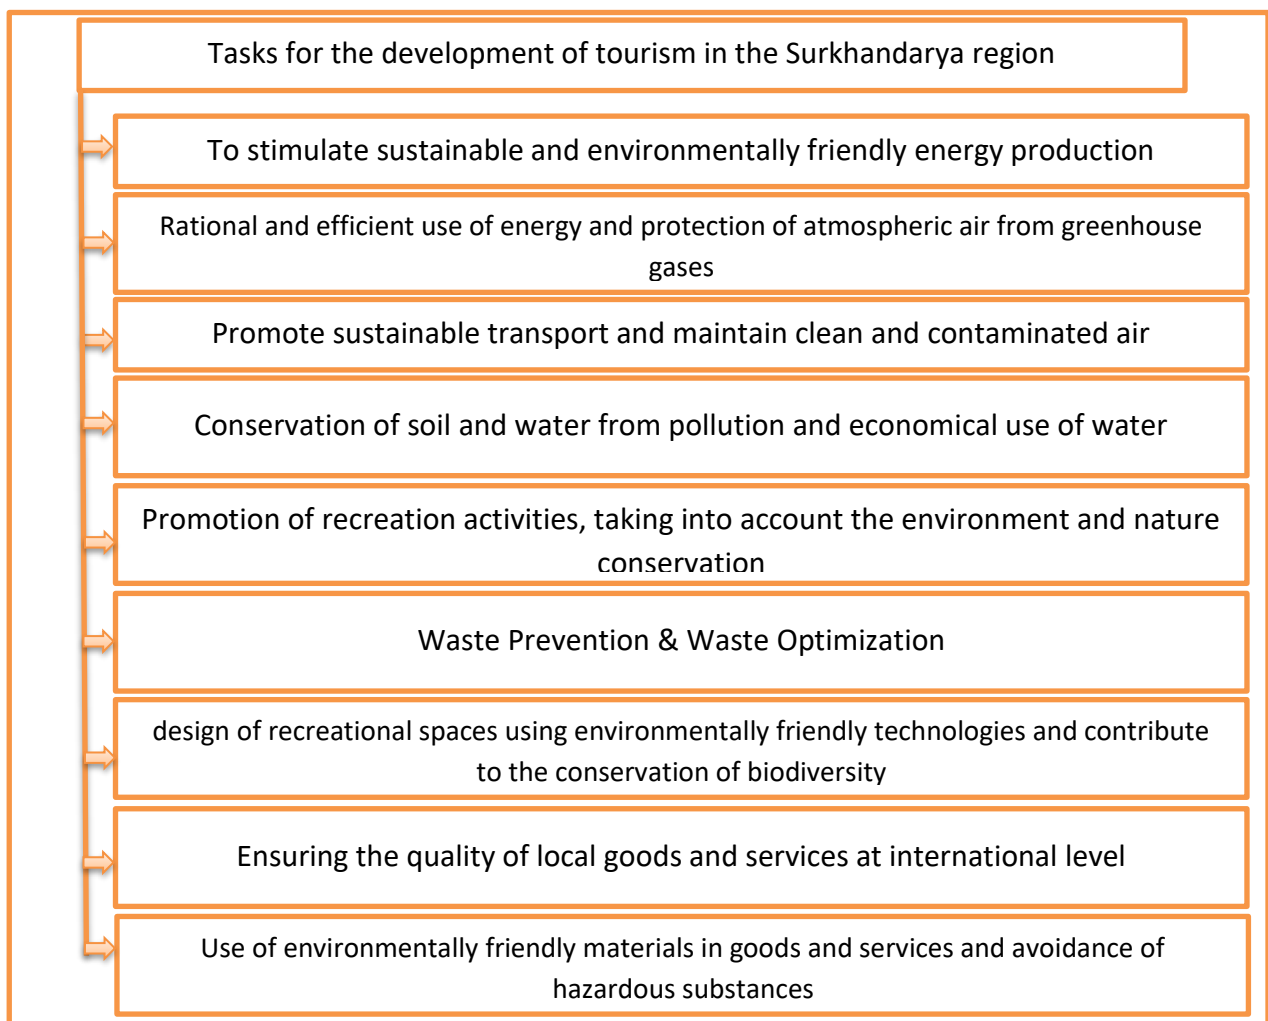 Tasks for the development of tourism in the Surkhandarya region
To stimulate sustainable and environmentally friendly energy production
Rational and efficient use of energy and protection of atmospheric air from greenhouse
gases
Promote sustainable transport and maintain clean and contaminated air
Conservation of soil and water from pollution and economical use of water
Promotion of recreation activities, taking into account the environment and nature
conservation
Waste Prevention & Waste Optimization
design of recreational spaces using environmentally friendly technologies and contribute
to the conservation of biodiversity
Ensuring the quality of local goods and services at international level
Use of environmentally friendly materials in goods and services and avoidance of
hazardous substances